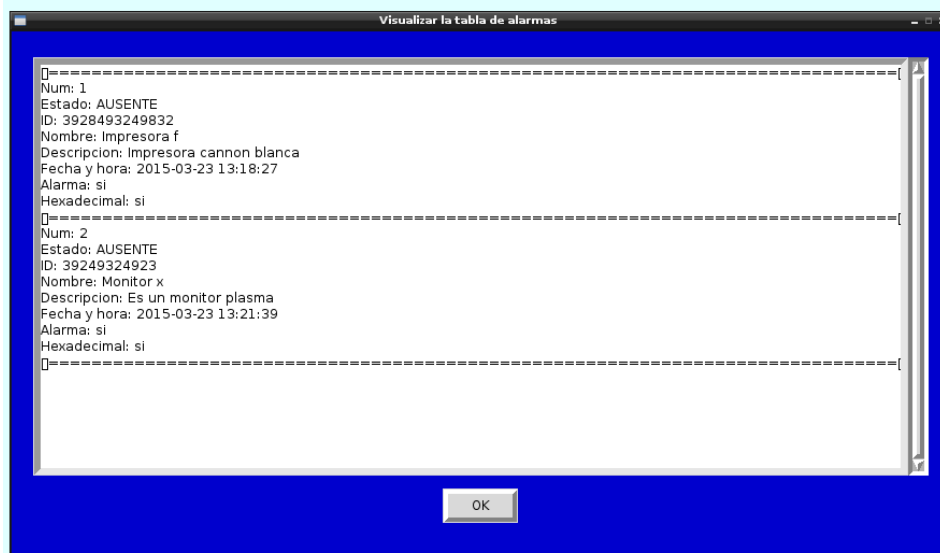 Visualizar la tabla de alarmas
[]================================================================================[
Num: 1
Estado: AUSENTE
ID: 3928493249832
Nombre: Impresora f
Descripcion: Impresora cannon blanca
Fecha y hora: 2015-03-23 13:18:27
Alarma: si
Hexadecimal: si
[]================================================================================[
Num: 2
Estado: AUSENTE
ID: 39249324923
Nombre: Monitor x
Descripcion: Es un monitor plasma
Fecha y hora: 2015-03-23 13:21:39
Alarma: si
Hexadecimal: si
[]================================================================================[
OK